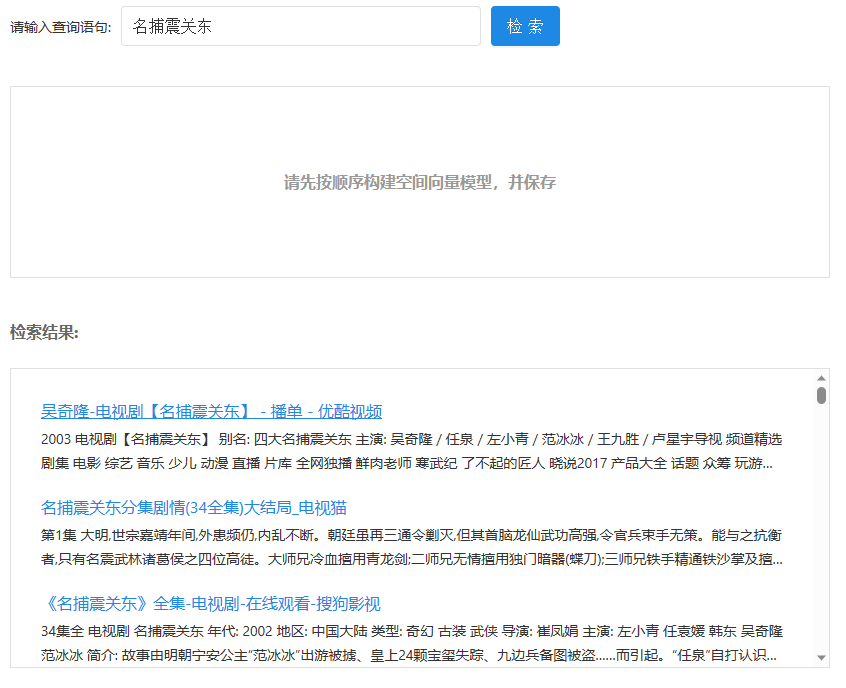 请输入查询语句: 名捕震关东 检 索
请先按顺序构建空间向量模型，并保存
检索结果:
吴奇隆-电视剧【名捕震关东】 - 播单 - 优酷视频
2003 电视剧【名捕震关东】 别名: 四大名捕震关东 主演: 吴奇隆 / 任泉 / 左小青 / 范冰冰 / 王九胜 / 卢星宇导视 频道精选
剧集 电影 综艺 音乐 少儿 动漫 直播 片库 全网独播 鲜肉老师 寒武纪 了不起的匠人 晓说2017 产品大全 话题 众筹 玩游...
名捕震关东分集剧情(34全集)大结局_电视猫
第1集 大明,世宗嘉靖年间,外患频仍,内乱不断。朝廷虽再三通令剿灭,但其首脑龙仙武功高强,令官兵束手无策。能与之抗衡
者,只有名震武林诸葛侯之四位高徒。大师兄冷血擅用青龙剑;二师兄无情擅用独门暗器(蝶刀);三师兄铁手精通铁沙掌及擅...
《名捕震关东》全集-电视剧-在线观看-搜狗影视
34集全 电视剧 名捕震关东 年代: 2002 地区: 中国大陆 类型: 奇幻 古装 武侠 导演: 崔凤娟 主演: 左小青 任袁媛 韩东 吴奇隆
范冰冰 简介: 故事由明朝宁安公主“范冰冰”出游被掳、皇上24颗宝玺失踪、九边兵备图被盗......而引起。“任泉”自打认识...